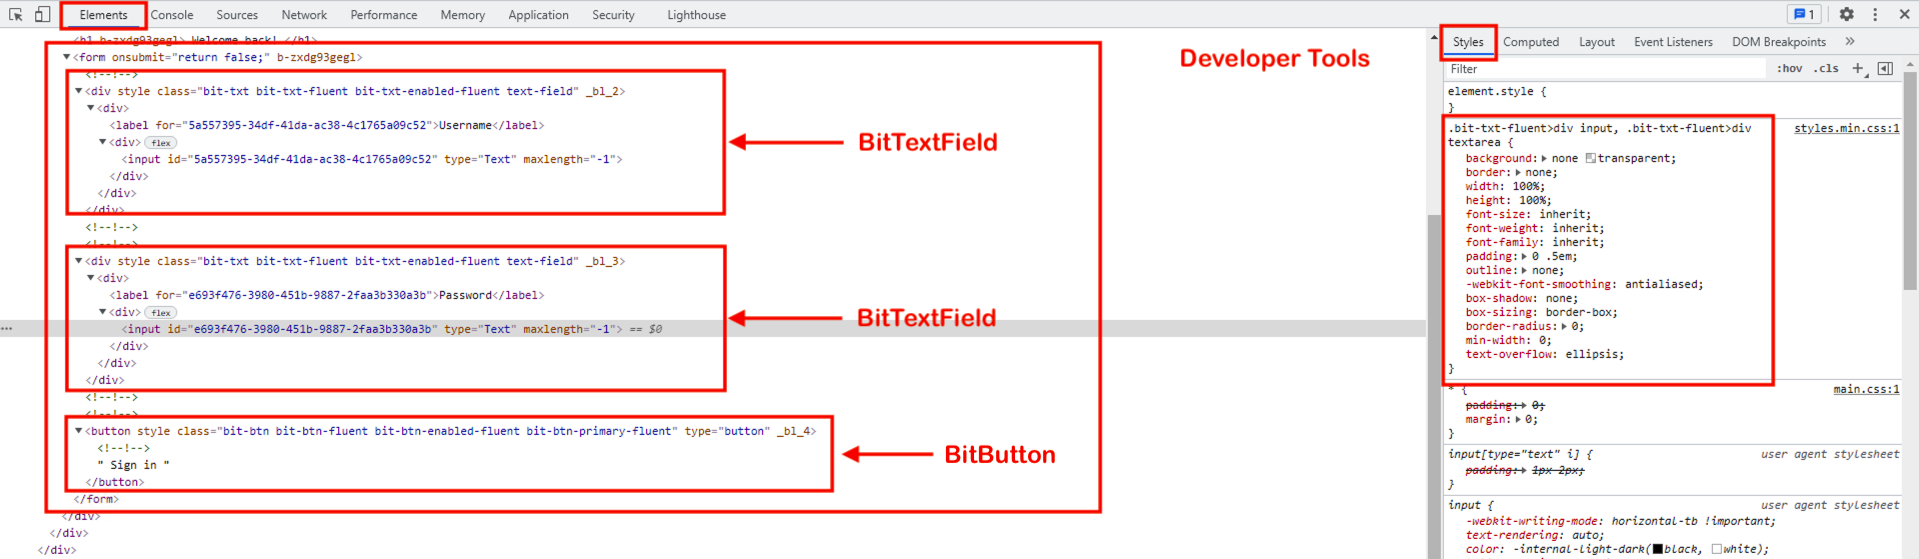 Elements Console Sources Network Performance Memory Application Security Lighthouse 1
<h1 b-zxdg93gegl> Welcome back! </h1>
▼<form onsubmit="return false;" b-zxdg93gegl>
<!--!-->
▼<div style class="bit-txt bit-txt-fluent bit-txt-enabled-fluent text-field" _bl_2>
▼<div>
<label for="5a557395-34df-41da-ac38-4c1765a09c52">Username</label>
▼<div> flex
<input id="5a557395-34df-41da-ac38-4c1765a09c52" type="Text" maxlength="-1">
</div>
</div>
</div>
<!--!-->
<!--!-->
▼<div style class="bit-txt bit-txt-fluent bit-txt-enabled-fluent text-field" _bl_3>
▼<div>
<label for="e693f476-3980-451b-9887-2faa3b330a3b">Password</label>
▼<div> flex
<input id="e693f476-3980-451b-9887-2faa3b330a3b" type="Text" maxlength="-1"> == $0
</div>
</div>
</div>
<!--!-->
<!--!-->
▼<button style class="bit-btn bit-btn-fluent bit-btn-enabled-fluent bit-btn-primary-fluent" type="button" _bl_4>
<!--!-->
" Sign in "
</button>
</form>
</div>
</div>
</div>
Developer Tools
BitTextField
BitTextField
BitButton
Styles Computed Layout Event Listeners DOM Breakpoints »
Filter :hov .cls +
element.style {
}
.bit-txt-fluent>div input, .bit-txt-fluent>div styles.min.css:1
textarea {
background:▶ none transparent;
border:▶ none;
width: 100%;
height: 100%;
font-size: inherit;
font-weight: inherit;
font-family: inherit;
padding:▶ 0 .5em;
outline:▶ none;
-webkit-font-smoothing: antialiased;
box-shadow: none;
box-sizing: border-box;
border-radius:▶ 0;
min-width: 0;
text-overflow: ellipsis;
}
* { main.css:1
padding:▶ 0;
margin:▶ 0;
}
input[type="text" i] { user agent stylesheet
padding:▶ 1px 2px;
}
input { user agent stylesheet
-webkit-writing-mode: horizontal-tb !important;
text-rendering: auto;
color: -internal-light-dark(black, white);